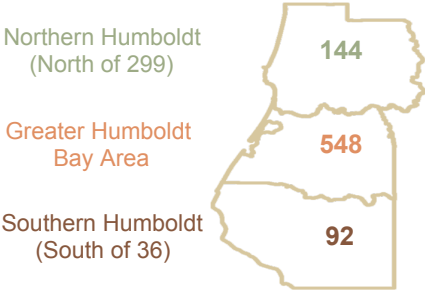 Northern Humboldt
(North of 299)
144
Greater Humboldt
Bay Area
548
Southern Humboldt
(South of 36)
92